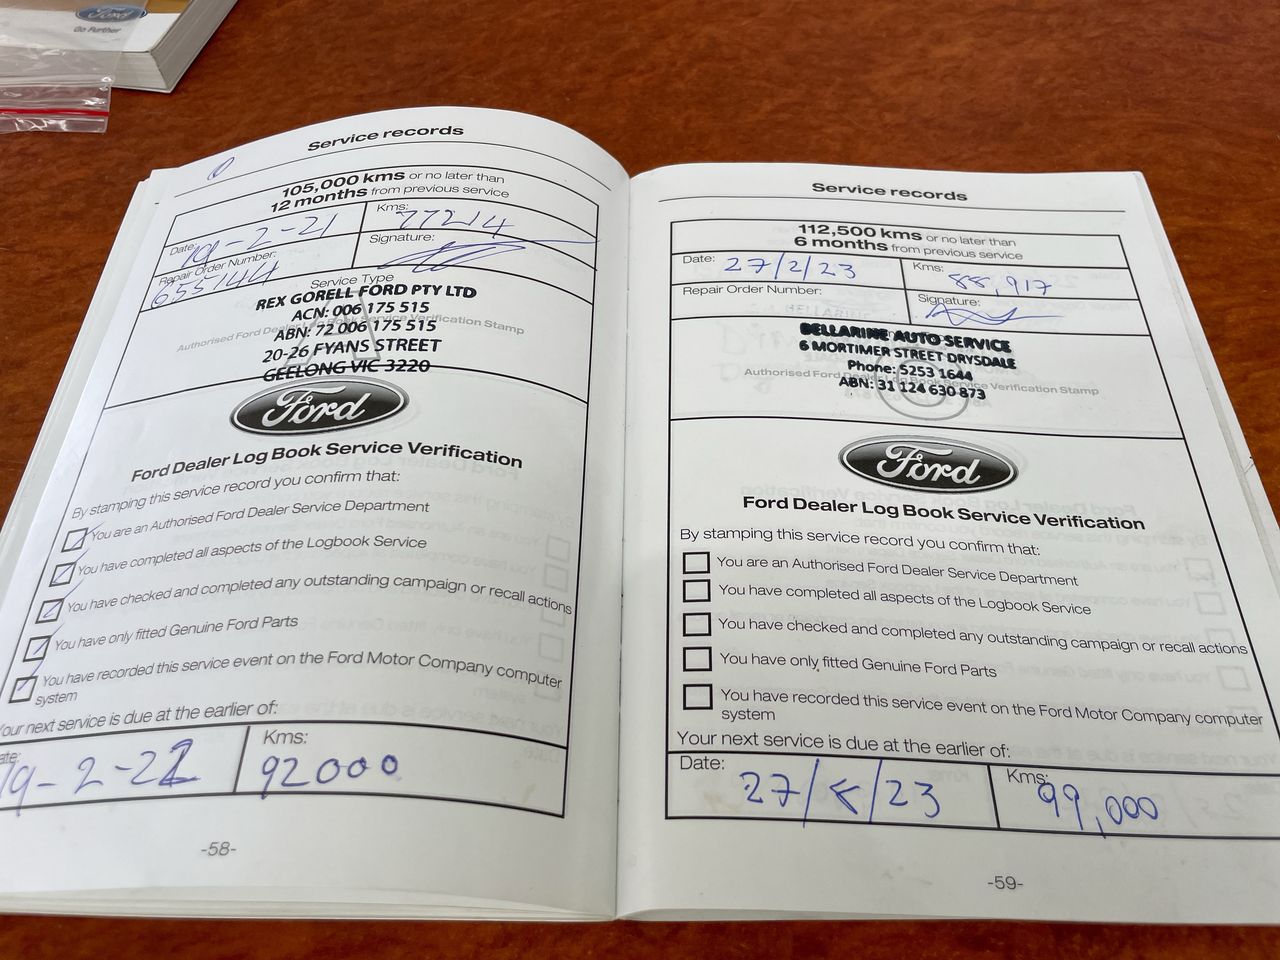 Ford
Go Further
Service records
105,000 kms or no later than
12 months from previous service
Date: 19-2-21
Kms: 77214
Repair Order Number: 655144
Signature:
Service Type
A
REX GORELL FORD PTY LTD
ACN: 006 175 515
ABN: 72 006 175 515
Authorised Ford Dealer Log Book Service Verification Stamp
20-26 FYANS STREET
GEELONG VIC 3220
Ford
Ford Dealer Log Book Service Verification
By stamping this service record you confirm that:
You are an Authorised Ford Dealer Service Department
You have completed all aspects of the Logbook Service
You have checked and completed any outstanding campaign or recall actions
You have only fitted Genuine Ford Parts
You have recorded this service event on the Ford Motor Company computer
system
Your next service is due at the earlier of:
Date: 19-2-22
Kms: 92000
-58-
Service records
112,500 kms or no later than
6 months from previous service
Date: 27/2/23
Kms: 88,917
Repair Order Number:
Signature:
BELLARINE AUTO SERVICE
6 MORTIMER STREET DRYSDALE
Phone: 5253 1644
Authorised Ford Dealer Log Book Service Verification Stamp
ABN: 31 124 630 873
Ford
Ford Dealer Log Book Service Verification
By stamping this service record you confirm that:
You are an Authorised Ford Dealer Service Department
You have completed all aspects of the Logbook Service
You have checked and completed any outstanding campaign or recall actions
You have only fitted Genuine Ford Parts
You have recorded this service event on the Ford Motor Company computer
system
Your next service is due at the earlier of:
Date: 27/8/23
Kms: 99,000
-59-